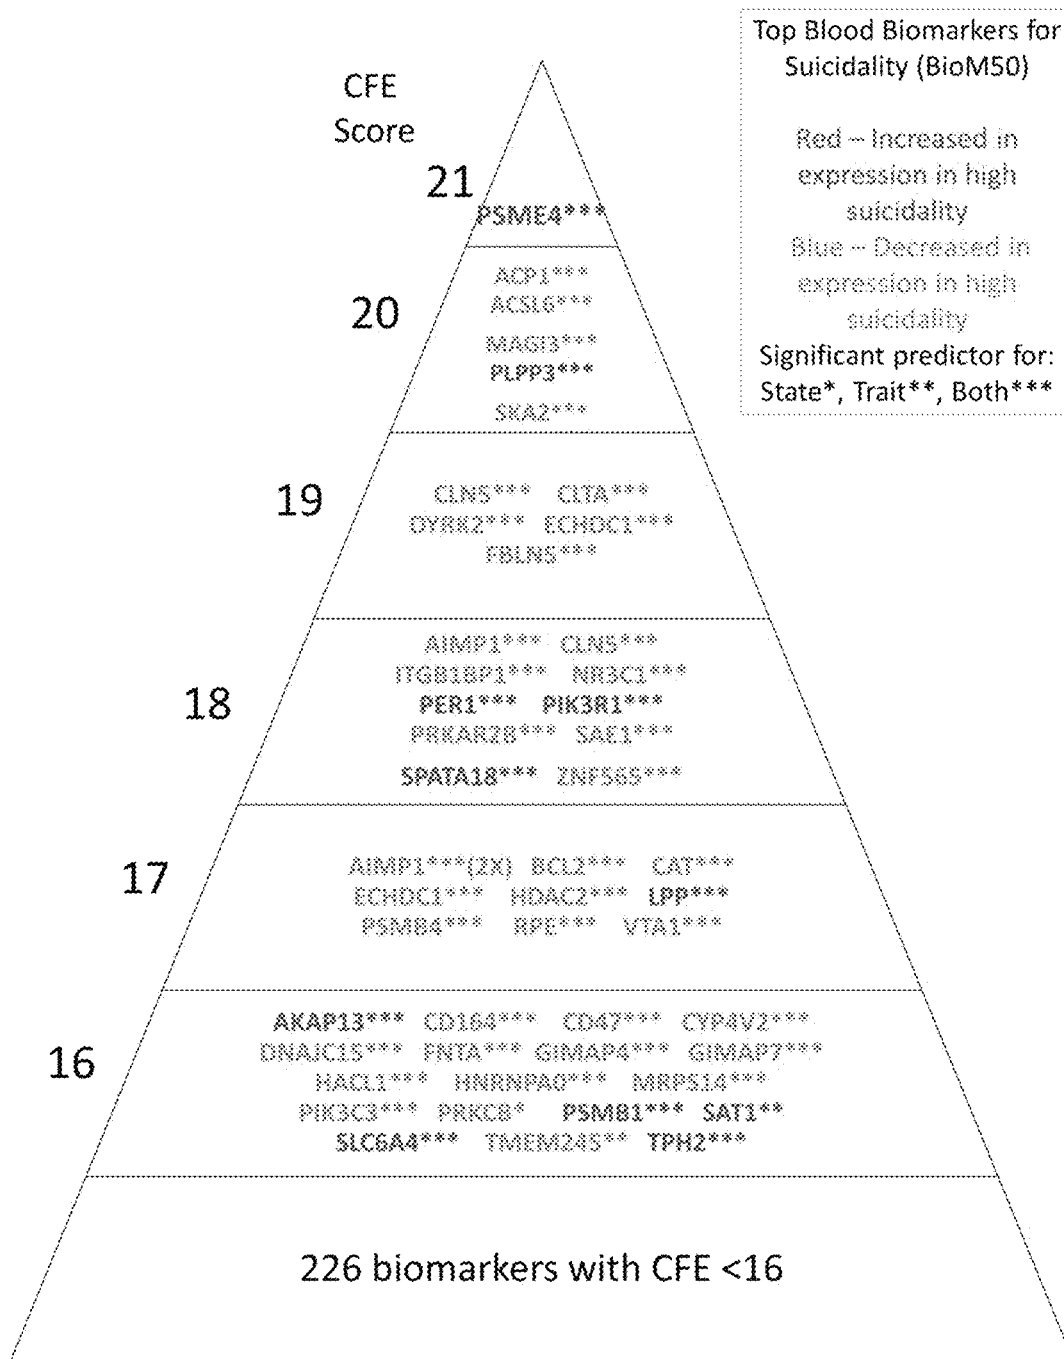 Top Blood Biomarkers for
Suicidality (BioM50)
Red – Increased in
expression in high
suicidality
Blue – Decreased in
expression in high
suicidality
Significant predictor for:
State*, Trait**, Both***
CFE
Score
21
PSME4***
20
ACP1***
ACSL6***
MAGI3***
PLPP3***
SKA2***
19
CLN5*** CLTA***
DYRK2*** ECHDC1***
FBLN5***
18
AIMP1*** CLN5***
ITGB1BP1*** NR3C1***
PER1*** PIK3R1***
PRKAR2B*** SAE1***
SPATA18*** ZNF565***
17
AIMP1***(2X) BCL2*** CAT***
ECHDC1*** HDAC2*** LPP***
PSMB4*** RPE*** VTA1***
16
AKAP13*** CD164*** CD47*** CYP4V2***
DNAJC15*** FNTA*** GIMAP4*** GIMAP7***
HACL1*** HNRNPA0*** MRPS14***
PIK3C3*** PRKCB* PSMB1*** SAT1**
SLC6A4*** TMEM245** TPH2***
226 biomarkers with CFE <16